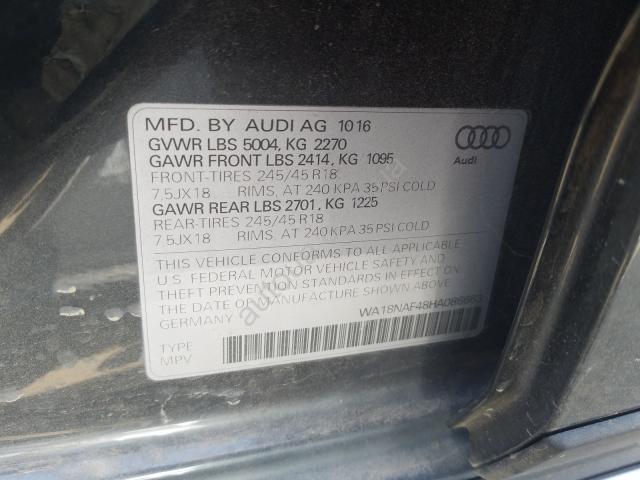 MFD. BY AUDI AG 10 16
GVWR LBS 5004, KG 2270
GAWR FRONT LBS 2414, KG 1095
FRONT-TIRES 245/45 R18
7.5JX18 RIMS, AT 240 KPA 35 PSI COLD
GAWR REAR LBS 2701, KG 1225
REAR-TIRES 245/45 R18
7.5JX18 RIMS, AT 240 KPA 35 PSI COLD
Audi
THIS VEHICLE CONFORMS TO ALL APPLICABLE
U.S. FEDERAL MOTOR VEHICLE SAFETY AND
THEFT PREVENTION STANDARDS IN EFFECT ON
THE DATE OF MANUFACTURE SHOWN ABOVE.
GERMANY
WA18NAF48HA086663
TYPE
MPV